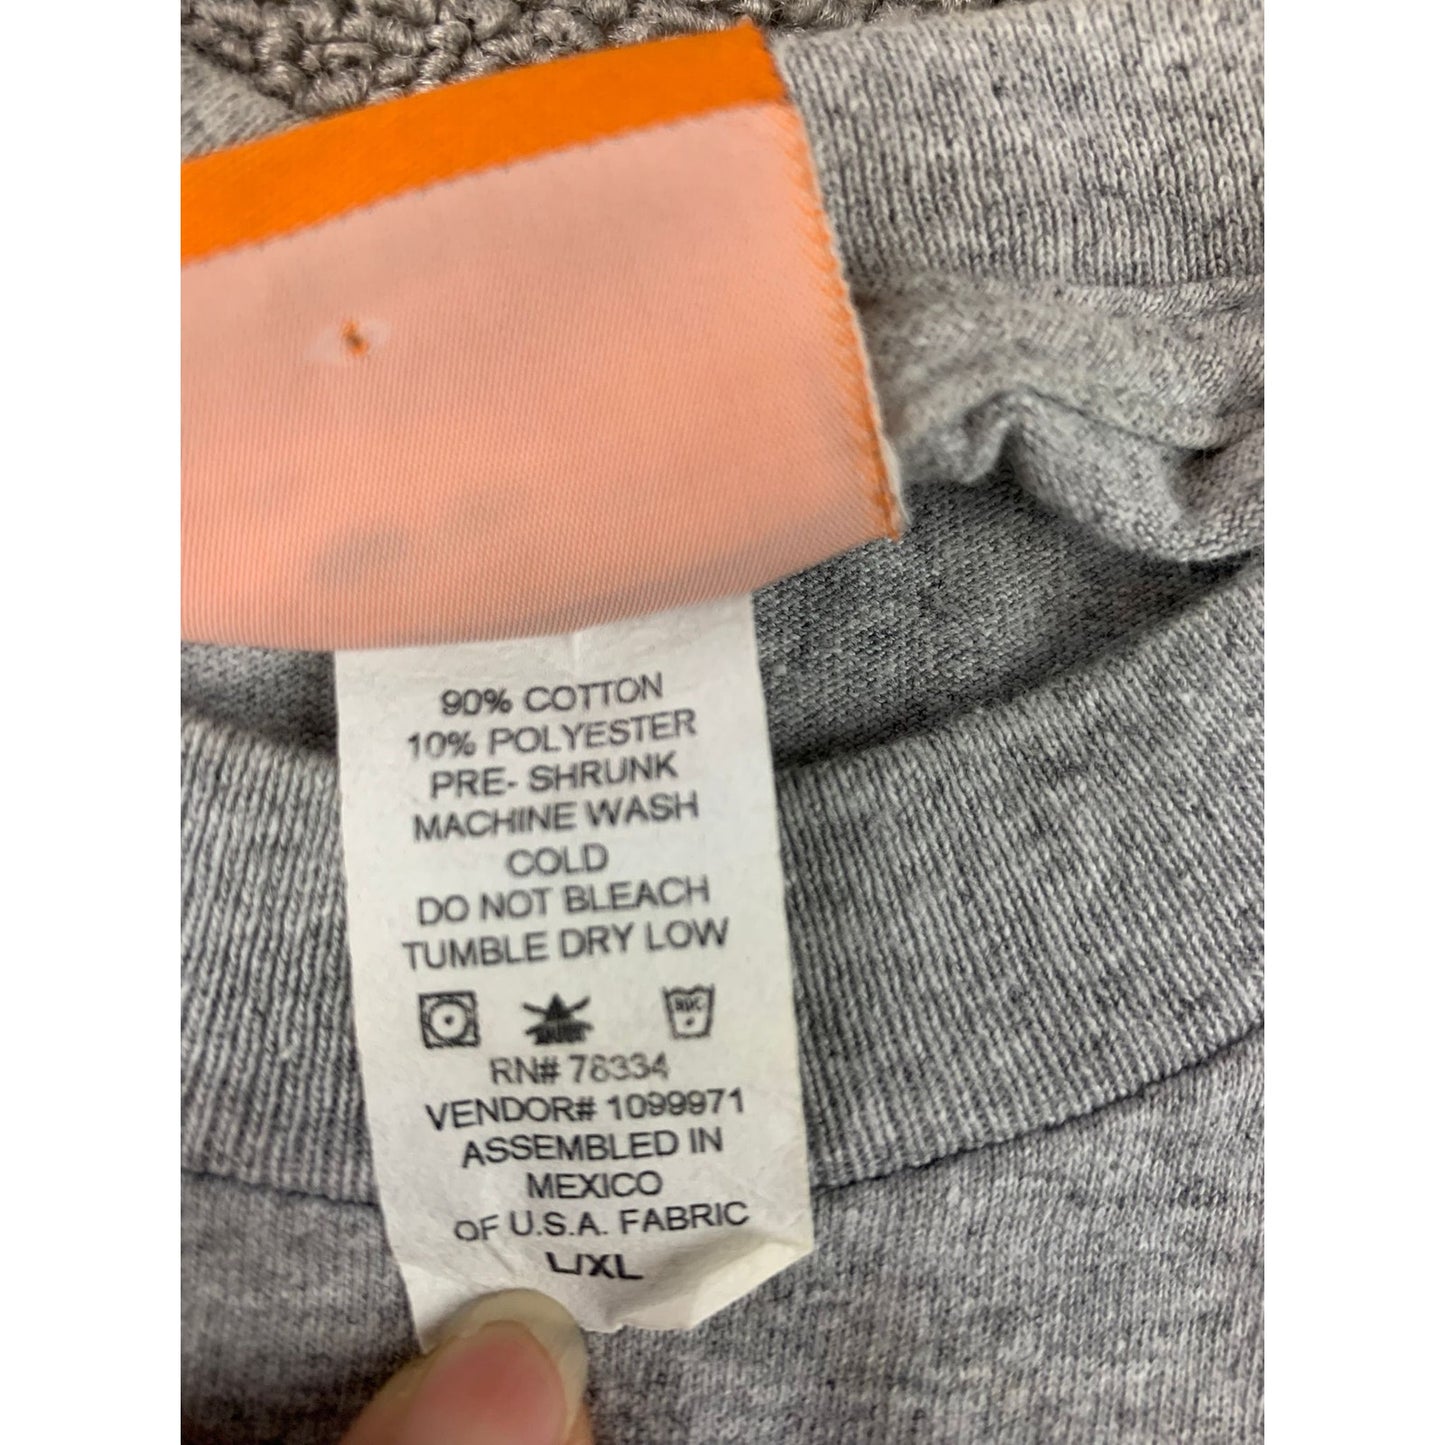 90% COTTON
10% POLYESTER
PRE- SHRUNK
MACHINE WASH
COLD
DO NOT BLEACH
TUMBLE DRY LOW
RN# 78334
VENDOR# 1099971
ASSEMBLED IN
MEXICO
OF U.S.A. FABRIC
L/XL